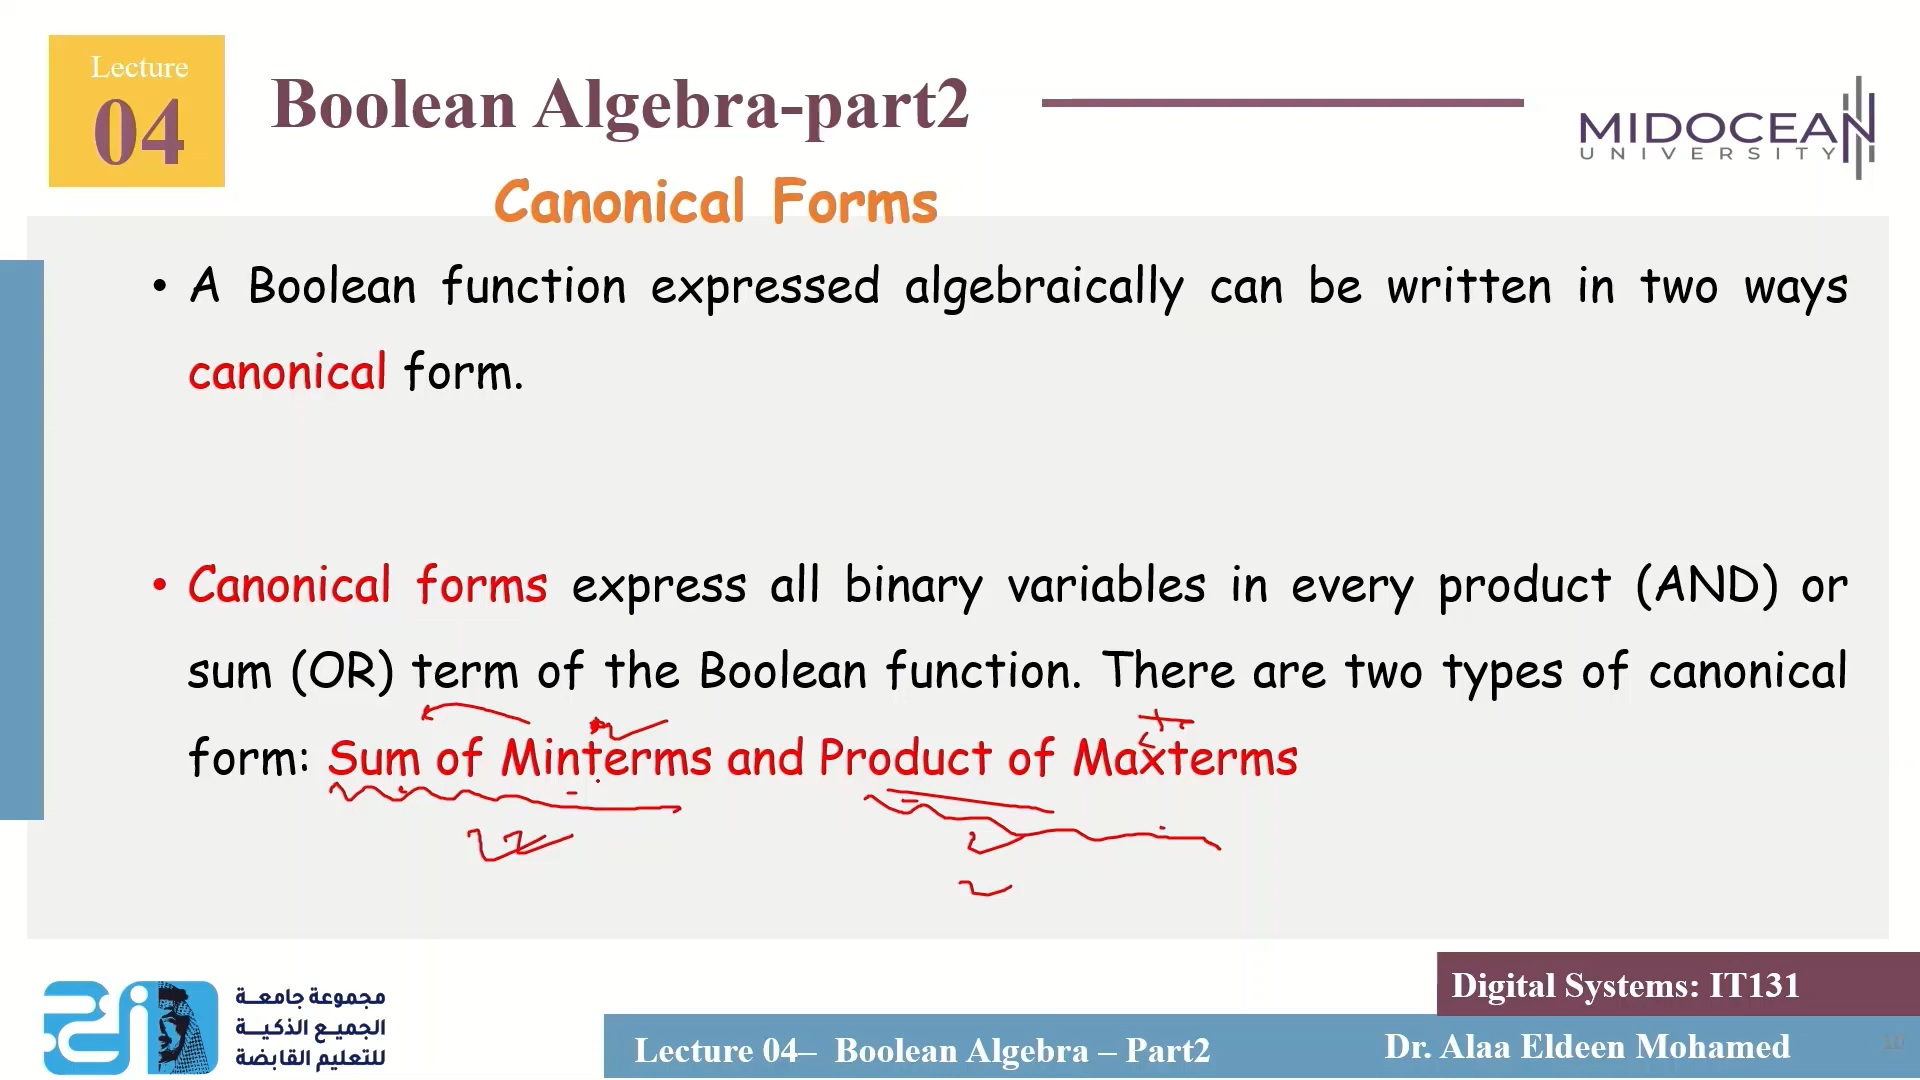 Lecture
04
Boolean Algebra-part2
MIDOCEAN
UNIVERSITY
Canonical Forms
• A Boolean function expressed algebraically can be written in two ways
canonical form.
• Canonical forms express all binary variables in every product (AND) or
sum (OR) term of the Boolean function. There are two types of canonical
form: Sum of Minterms and Product of Maxterms
مجموعة جامعة
الجميع الذكية
للتعليم القابضة
Digital Systems: IT131
Lecture 04– Boolean Algebra – Part2
Dr. Alaa Eldeen Mohamed